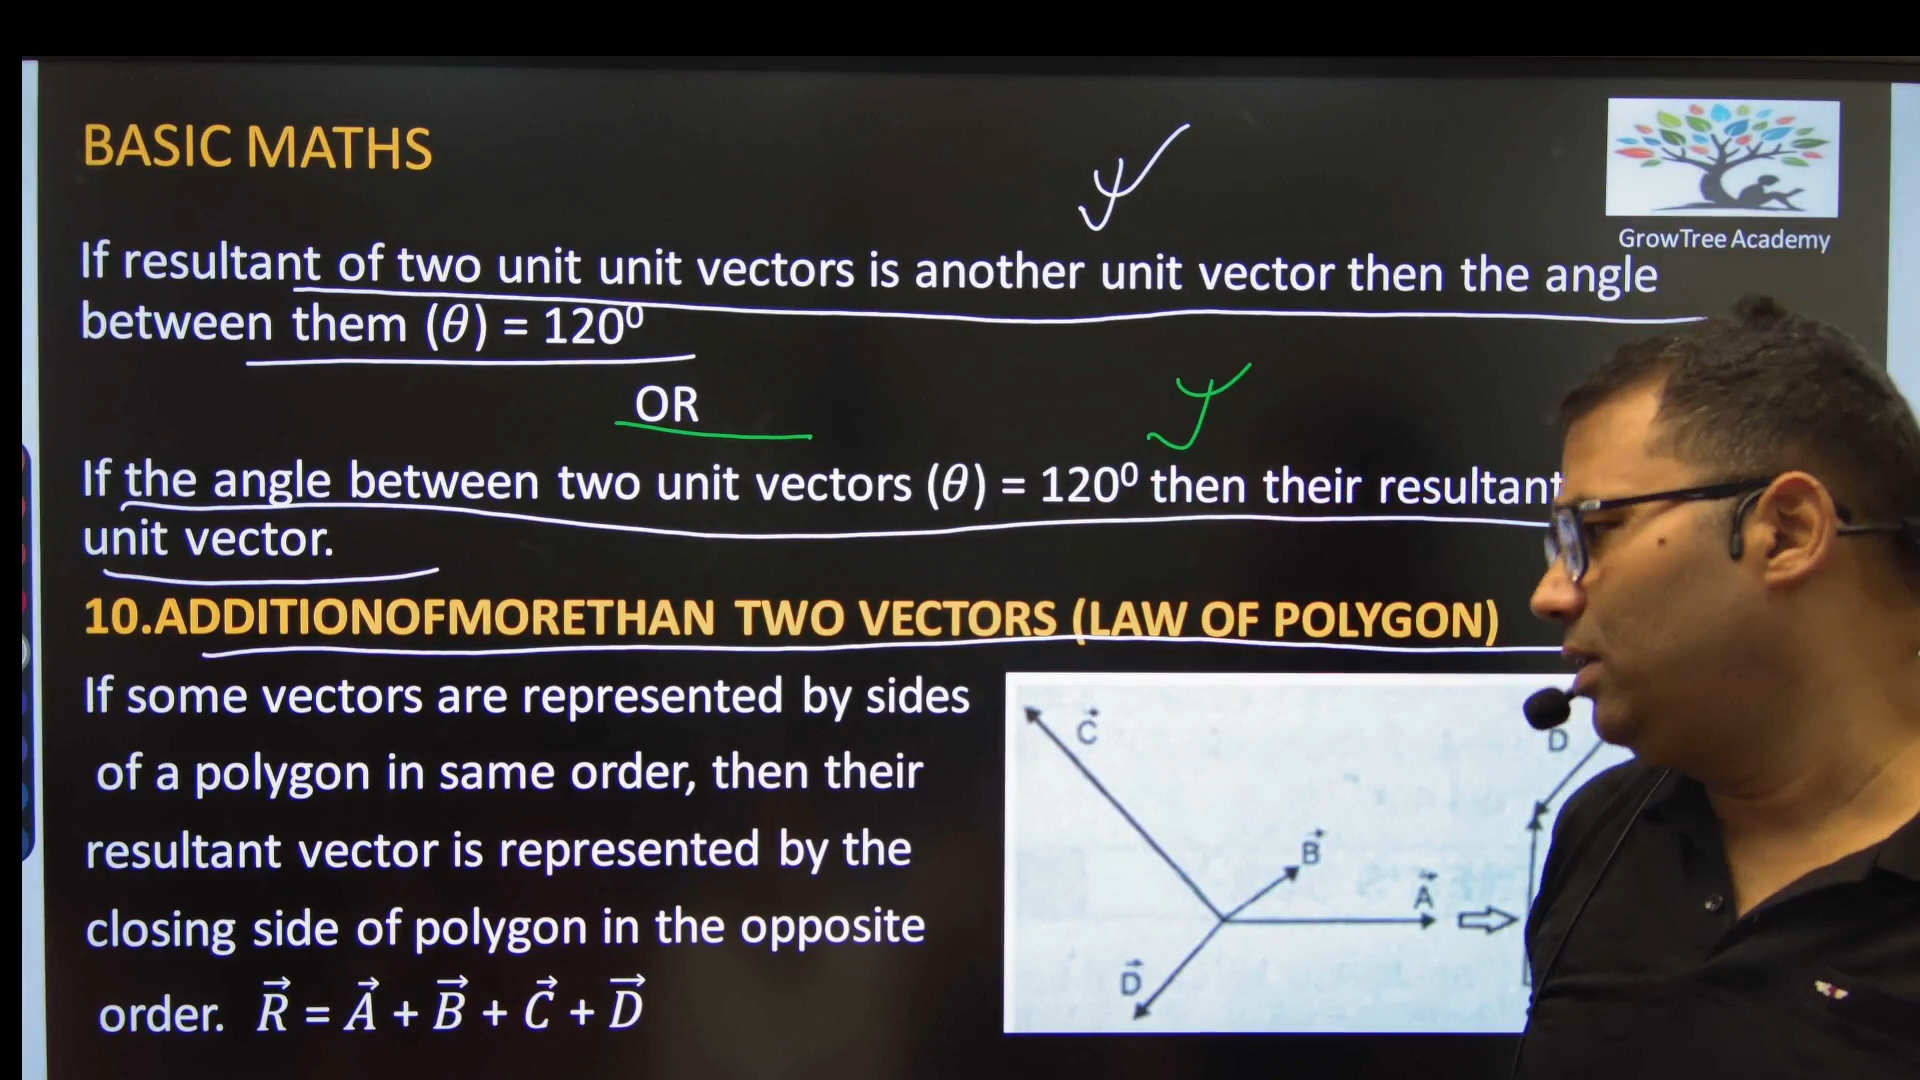 BASIC MATHS
GrowTree Academy
If resultant of two unit unit vectors is another unit vector then the angle
between them (θ) = 120⁰
OR
If the angle between two unit vectors (θ) = 120⁰ then their resultant
unit vector.
10.ADDITIONOFMORETHAN TWO VECTORS (LAW OF POLYGON)
If some vectors are represented by sides
of a polygon in same order, then their
resultant vector is represented by the
closing side of polygon in the opposite
order. R⃗ = A⃗ + B⃗ + C⃗ + D⃗
C⃗
B⃗
A⃗
D⃗
D